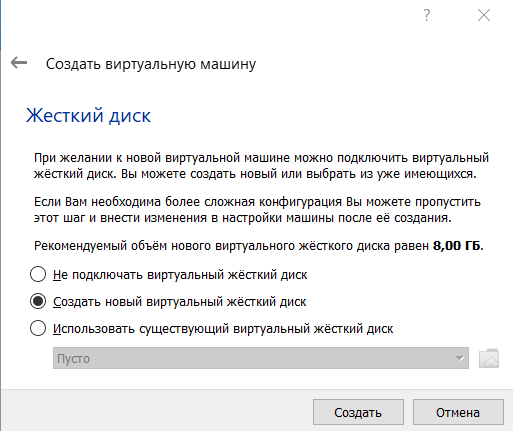 ?
Создать виртуальную машину
Жесткий диск
При желании к новой виртуальной машине можно подключить виртуальный
жёсткий диск. Вы можете создать новый или выбрать из уже имеющихся.
Если Вам необходима более сложная конфигурация Вы можете пропустить
этот шаг и внести изменения в настройки машины после её создания.
Рекомендуемый объём нового виртуального жёсткого диска равен 8,00 ГБ.
Не подключать виртуальный жёсткий диск
Создать новый виртуальный жёсткий диск
Использовать существующий виртуальный жёсткий диск
Пусто
Создать
Отмена